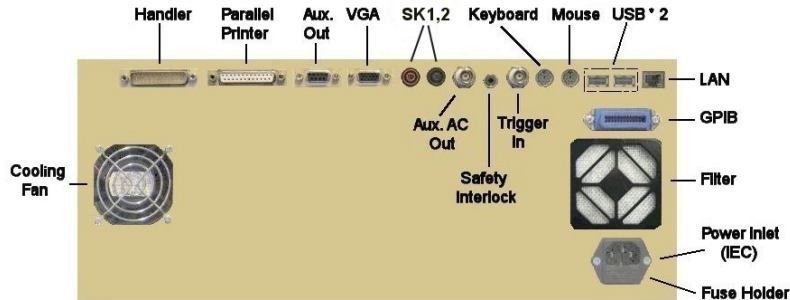 Handler
Parallel
Printer
Aux.
Out
VGA
SK1,2
Keyboard
Mouse
USB * 2
LAN
GPIB
Aux. AC
Out
Trigger
In
Safety
Interlock
Cooling
Fan
Filter
Power Inlet
(IEC)
Fuse Holder